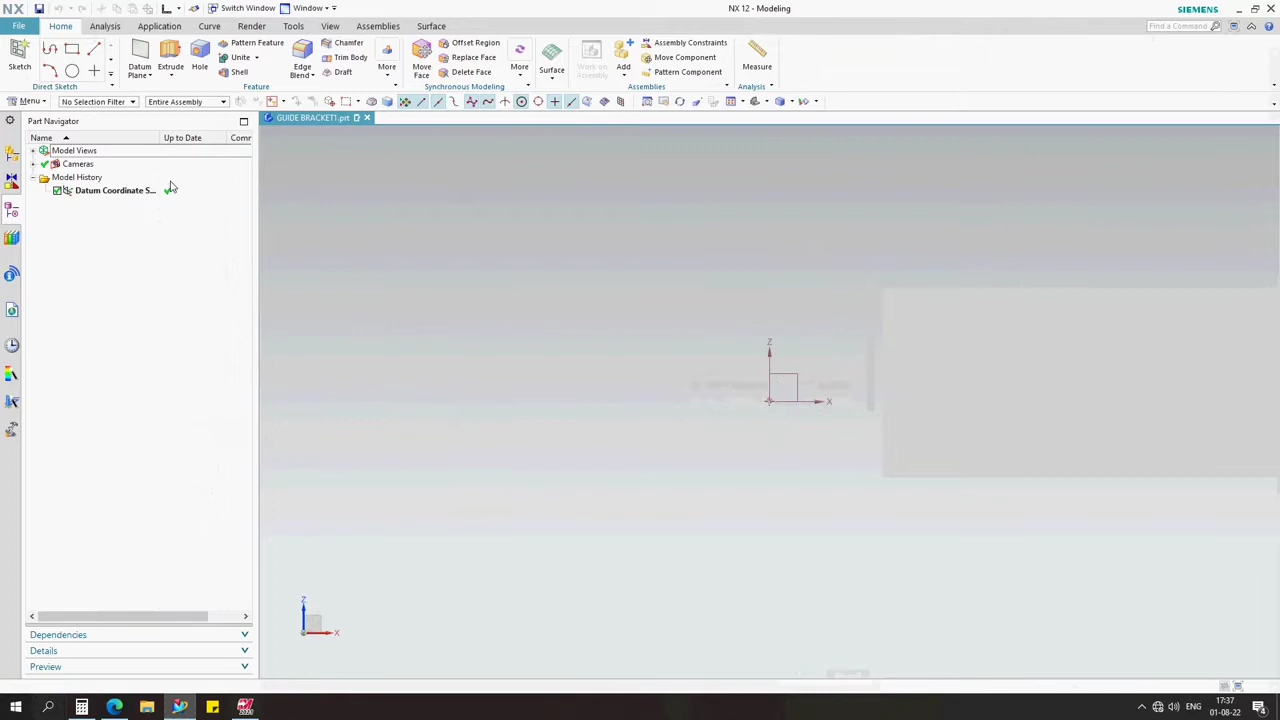 NX
Switch Window
Window
NX 12 - Modeling
SIEMENS
File
Home
Analysis
Application
Curve
Render
Tools
View
Assemblies
Surface
Find a Command
Sketch
Direct Sketch
Datum Plane
Extrude
Hole
Pattern Feature
Unite
Shell
Edge Blend
Chamfer
Trim Body
Draft
More
Feature
Move Face
Offset Region
Replace Face
Delete Face
More
Synchronous Modeling
Surface
Work on Assembly
Add
Assembly Constraints
Move Component
Pattern Component
Assemblies
Measure
Analysis
Menu
No Selection Filter
Entire Assembly
Part Navigator
GUIDE BRACKET1.prt
Name
Up to Date
Comr
Model Views
Cameras
Model History
Datum Coordinate S...
Z
X
Z
X
Dependencies
Details
Preview
ENG
17:37
01-08-22
4